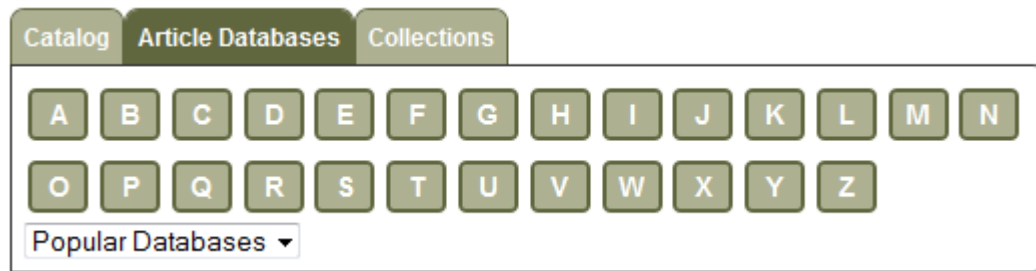 Catalog Article Databases Collections
A B C D E F G H I J K L M N
O P Q R S T U V W X Y Z
Popular Databases